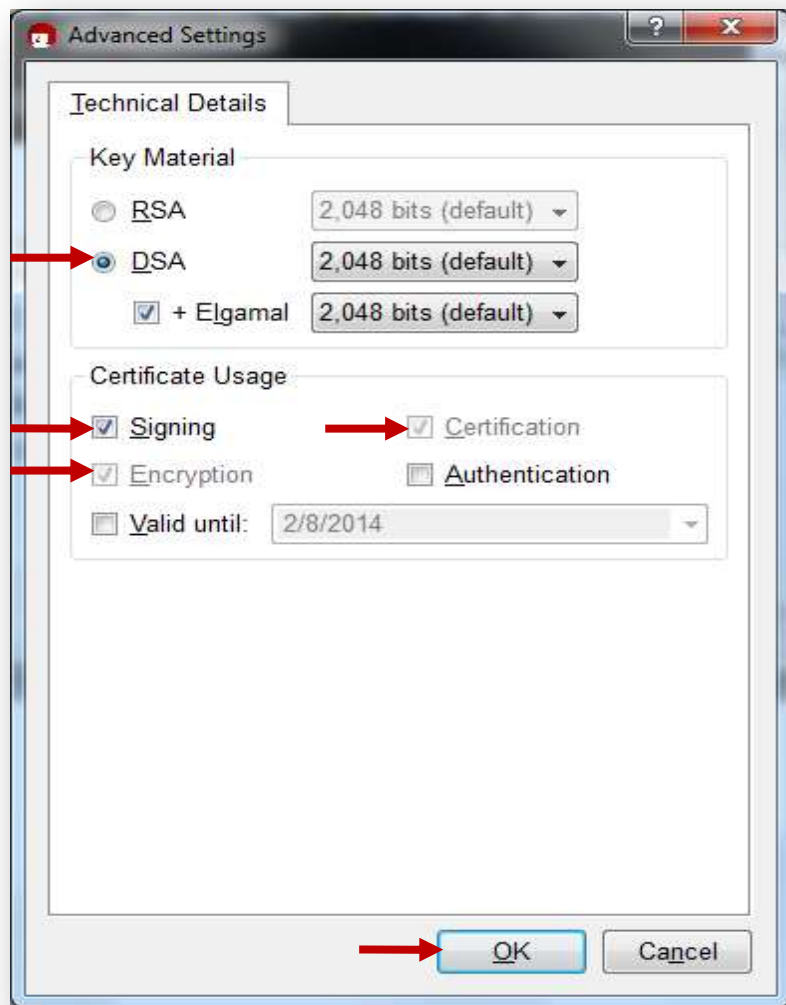 Advanced Settings
Technical Details
Key Material
RSA 2,048 bits (default)
DSA 2,048 bits (default)
+ Elgamal 2,048 bits (default)
Certificate Usage
Signing Certification
Encryption Authentication
Valid until: 2/8/2014
OK Cancel